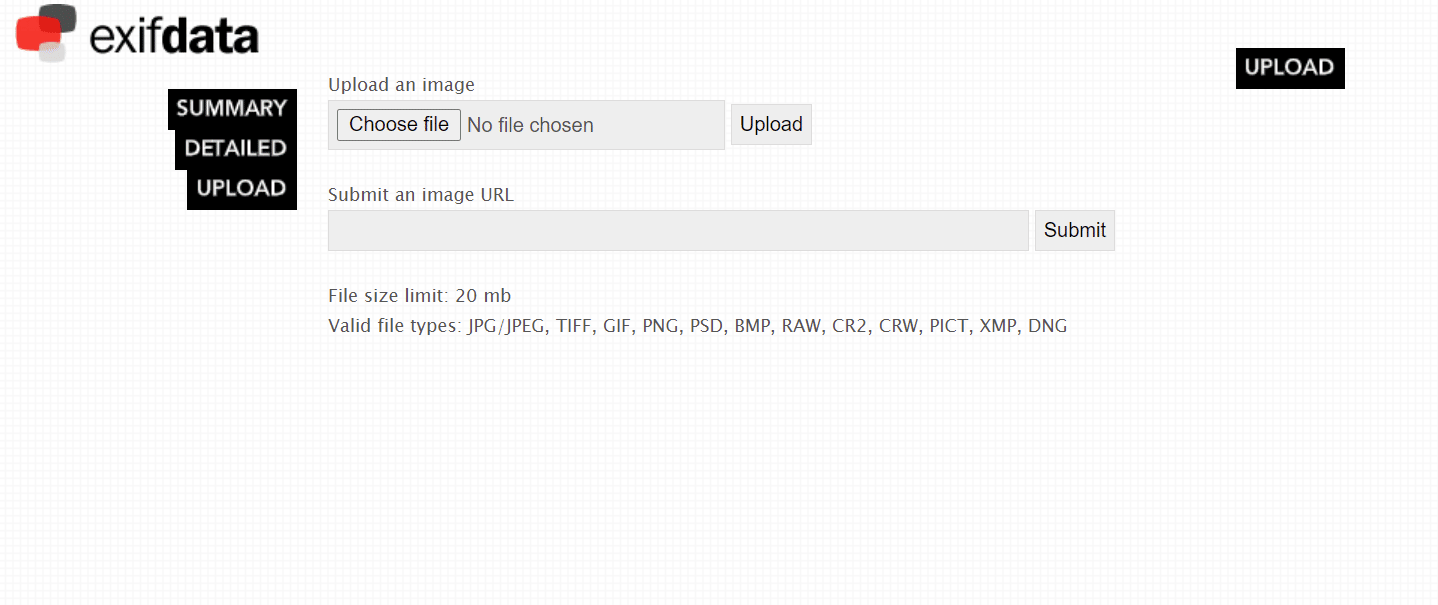 exifdata
UPLOAD
SUMMARY
DETAILED
UPLOAD
Upload an image
Choose file No file chosen Upload
Submit an image URL
Submit
File size limit: 20 mb
Valid file types: JPG/JPEG, TIFF, GIF, PNG, PSD, BMP, RAW, CR2, CRW, PICT, XMP, DNG